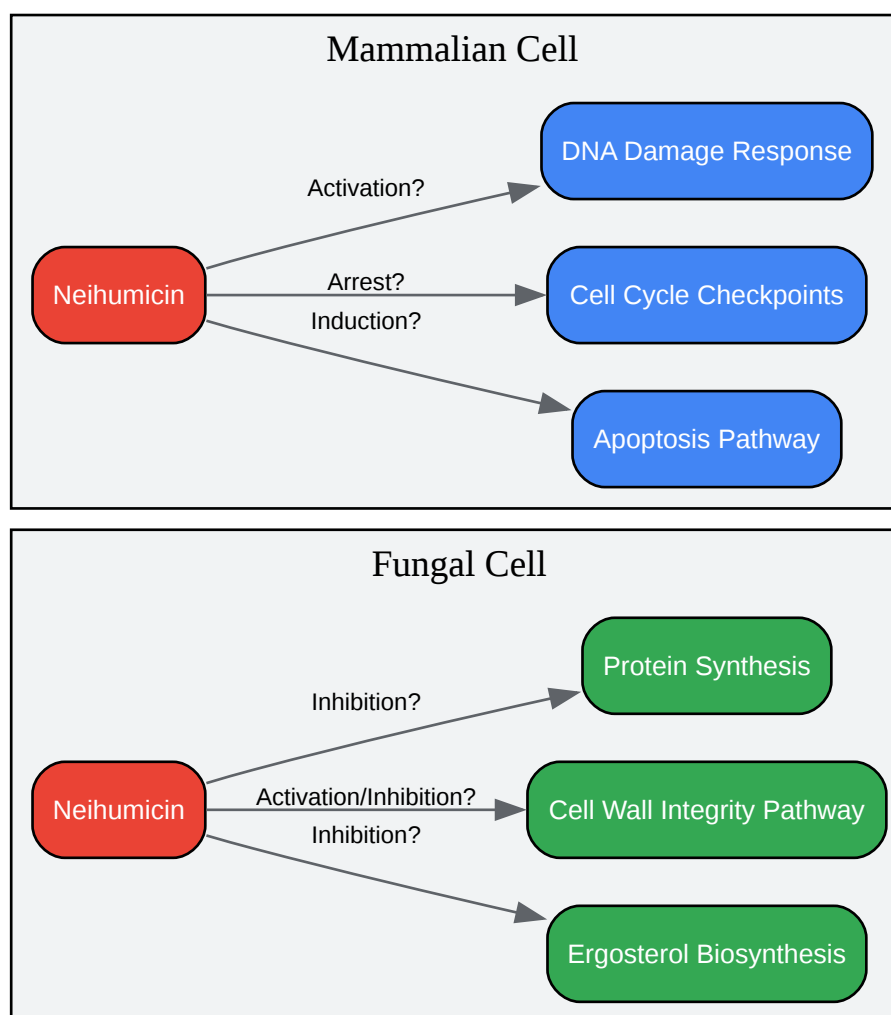 Mammalian Cell
DNA Damage Response
Activation?
Neihumicin
Arrest?
Cell Cycle Checkpoints
Induction?
Apoptosis Pathway
Fungal Cell
Protein Synthesis
Inhibition?
Neihumicin
Activation/Inhibition?
Cell Wall Integrity Pathway
Inhibition?
Ergosterol Biosynthesis